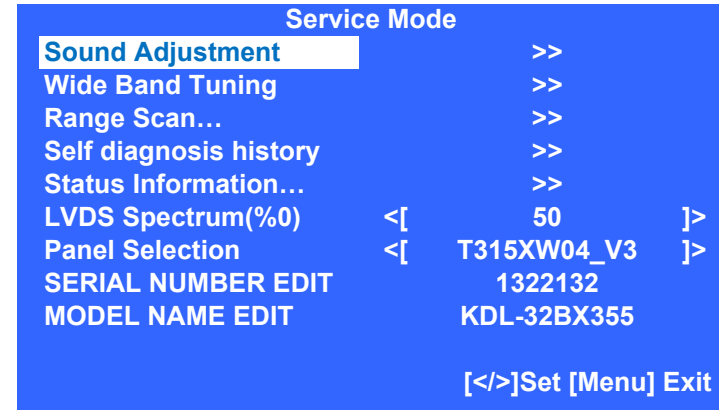 Service Mode
Sound Adjustment >>
Wide Band Tuning >>
Range Scan… >>
Self diagnosis history >>
Status Information… >>
LVDS Spectrum(%0) <[ 50 ]>
Panel Selection <[ T315XW04_V3 ]>
SERIAL NUMBER EDIT 1322132
MODEL NAME EDIT KDL-32BX355
[</>]Set [Menu] Exit